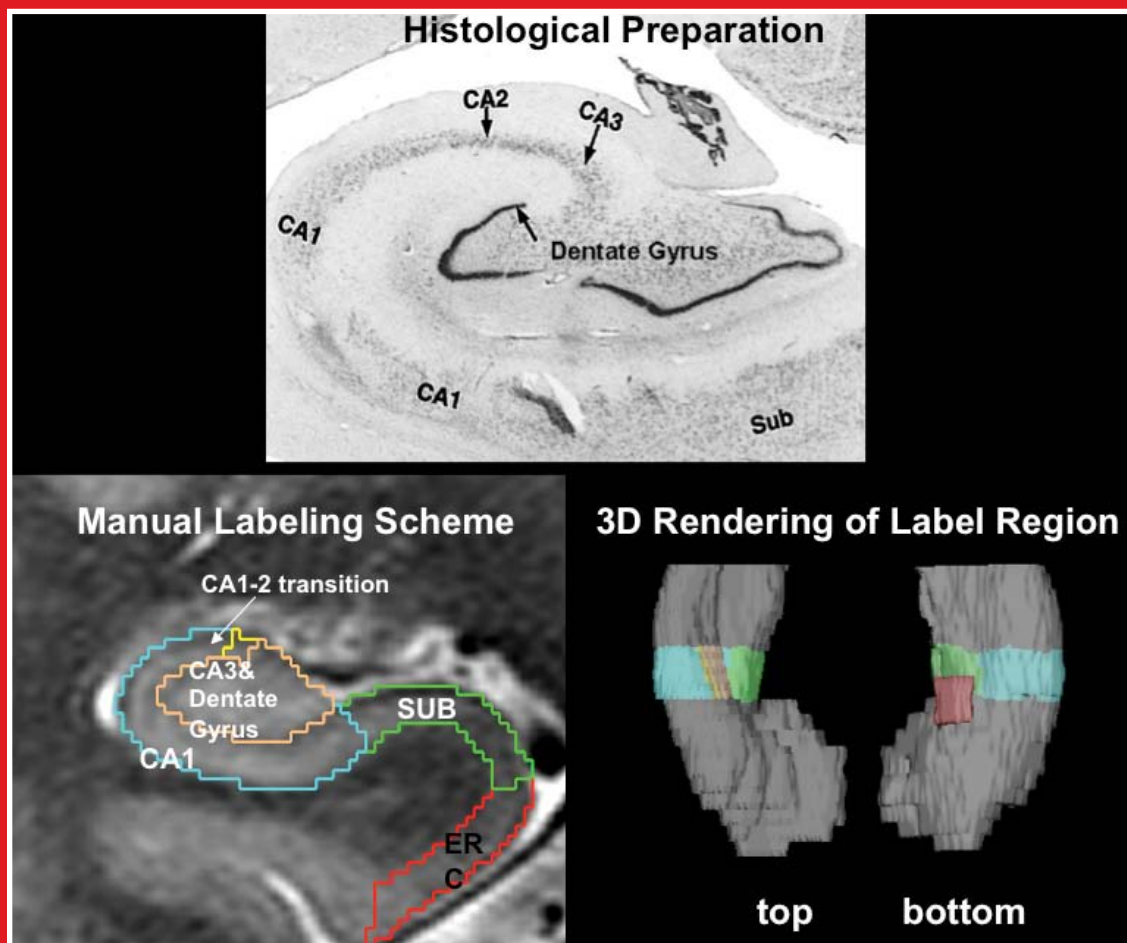 Histological Preparation
CA2
CA3
CA1
Dentate Gyrus
CA1
Sub
Manual Labeling Scheme
CA1-2 transition
CA3&
Dentate
Gyrus
SUB
CA1
ER
C
3D Rendering of Label Region
top
bottom